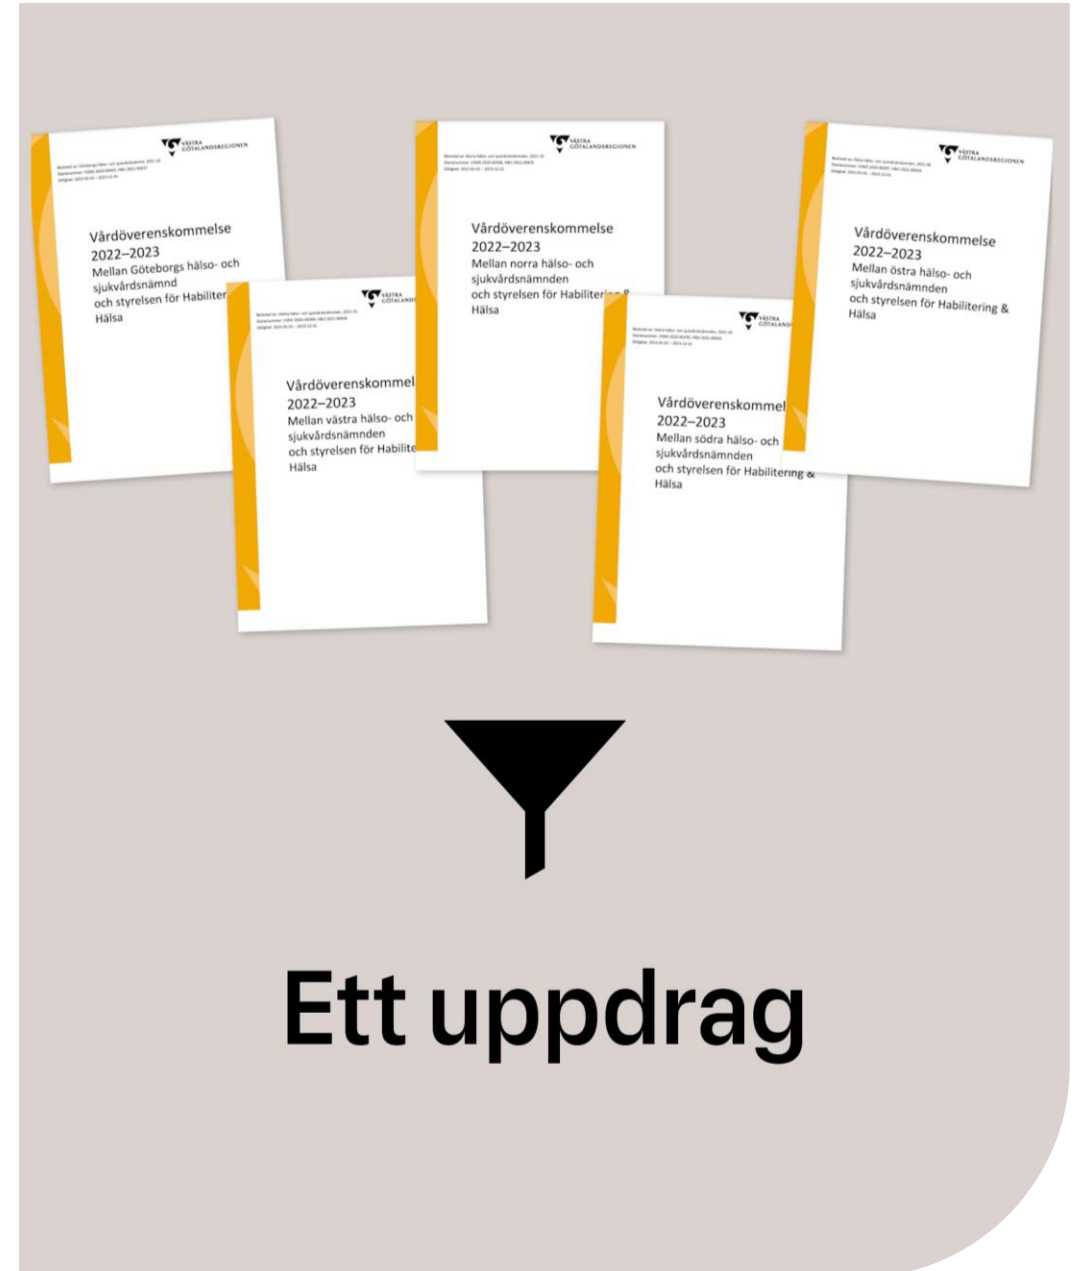 VÄSTRA
GÖTALANDSREGIONEN
Vårdöverenskommelse
2022–2023
Mellan Göteborgs hälso- och
sjukvårdsnämnd
och styrelsen för Habiliter
Hälsa
VÄSTRA
GÖTALANDS
Vårdöverenskommel
2022–2023
Mellan västra hälso- och
sjukvårdsnämnden
och styrelsen för Habilite
Hälsa
VÄSTRA
GÖTALANDSREGIONEN
Vårdöverenskommelse
2022–2023
Mellan norra hälso- och
sjukvårdsnämnden
och styrelsen för Habilitering &
Hälsa
VÄSTRA
GÖTALAND
Vårdöverenskommel
2022–2023
Mellan södra hälso- och
sjukvårdsnämnden
och styrelsen för Habilitering &
Hälsa
VÄSTRA
GÖTALANDSREGIONEN
Vårdöverenskommelse
2022–2023
Mellan östra hälso- och
sjukvårdsnämnden
och styrelsen för Habilitering &
Hälsa
Ett uppdrag